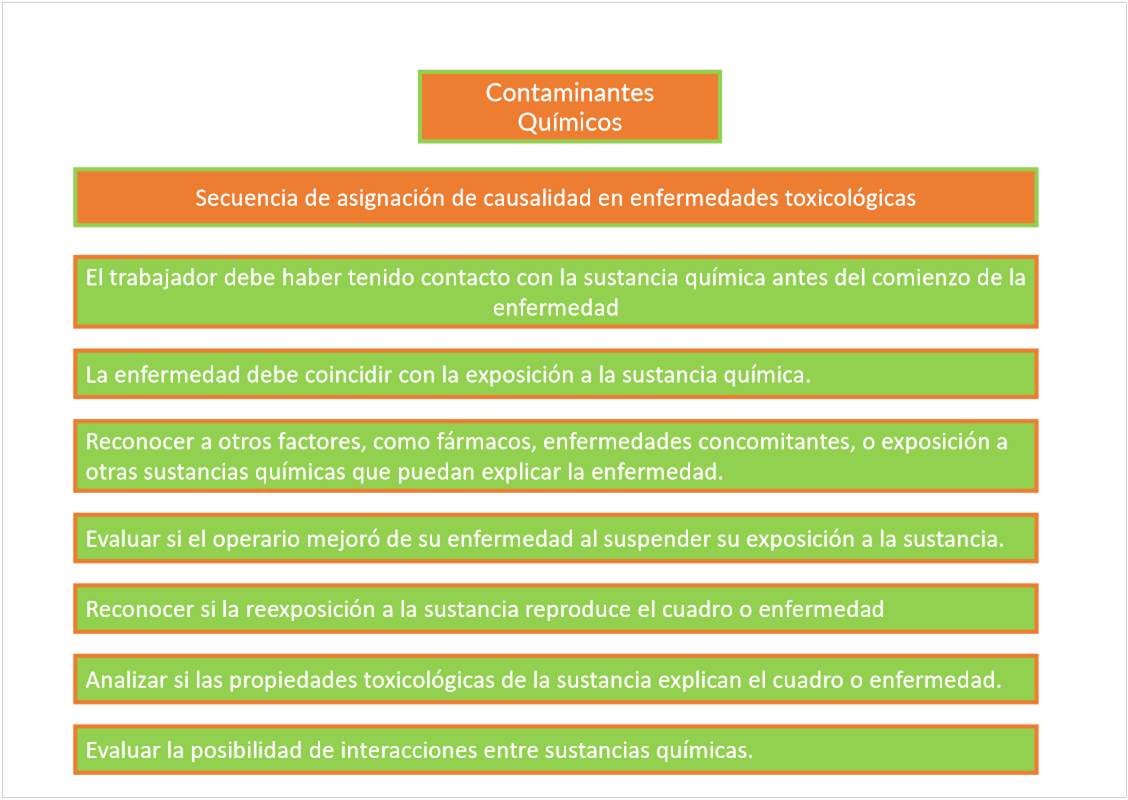 Contaminantes
Químicos
Secuencia de asignación de causalidad en enfermedades toxicológicas
El trabajador debe haber tenido contacto con la sustancia química antes del comienzo de la
enfermedad
La enfermedad debe coincidir con la exposición a la sustancia química.
Reconocer a otros factores, como fármacos, enfermedades concomitantes, o exposición a
otras sustancias químicas que puedan explicar la enfermedad.
Evaluar si el operario mejoró de su enfermedad al suspender su exposición a la sustancia.
Reconocer si la reexposición a la sustancia reproduce el cuadro o enfermedad
Analizar si las propiedades toxicológicas de la sustancia explican el cuadro o enfermedad.
Evaluar la posibilidad de interacciones entre sustancias químicas.